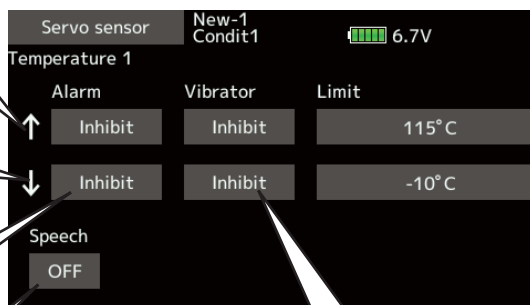 Servo sensor New-1
Condit1 6.7V
Temperature 1
Alarm Vibrator Limit
↑ Inhibit Inhibit 115°C
↓ Inhibit Inhibit -10°C
Speech
OFF